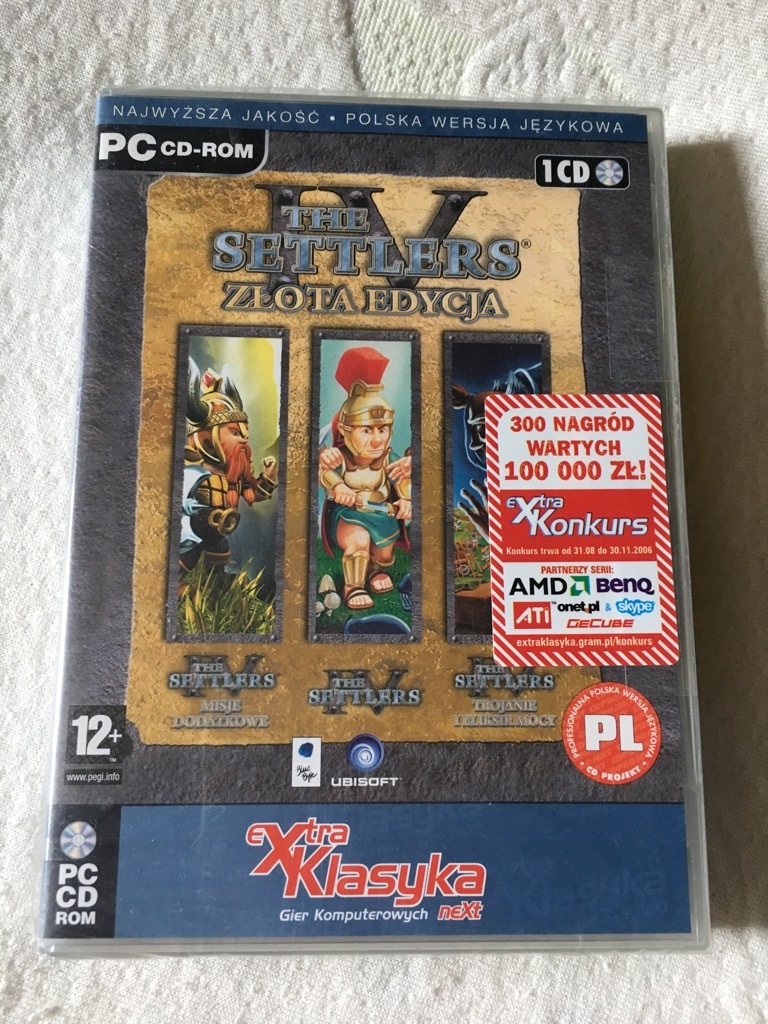 NAJWYŻSZA JAKOŚĆ • POLSKA WERSJA JĘZYKOWA
PC CD-ROM
1CD
IV
THE
SETTLERS®
ZŁOTA EDYCJA
300 NAGRÓD
WARTYCH
100 000 ZŁ!
eXtra
Konkurs
Konkurs trwa od 31.08 do 30.11.2006
PARTNERZY SERII:
AMD BenQ
ATi™ onet.pl & skype
GECUBE
extraklasyka.gram.pl/konkurs
IV
THE
SETTLERS
MISJE
DODATKOWE
IV
THE
SETTLERS
IV
THE
SETTLERS
TROJANIE
I ELIKSIR MOCY
12+
™
www.pegi.info
Blue Byte
UBISOFT
PROFESJONALNA POLSKA WERSJA JĘZYKOWA
PL
• CD PROJEKT •
PC
CD
ROM
eXtra
Klasyka
Gier Komputerowych neXt